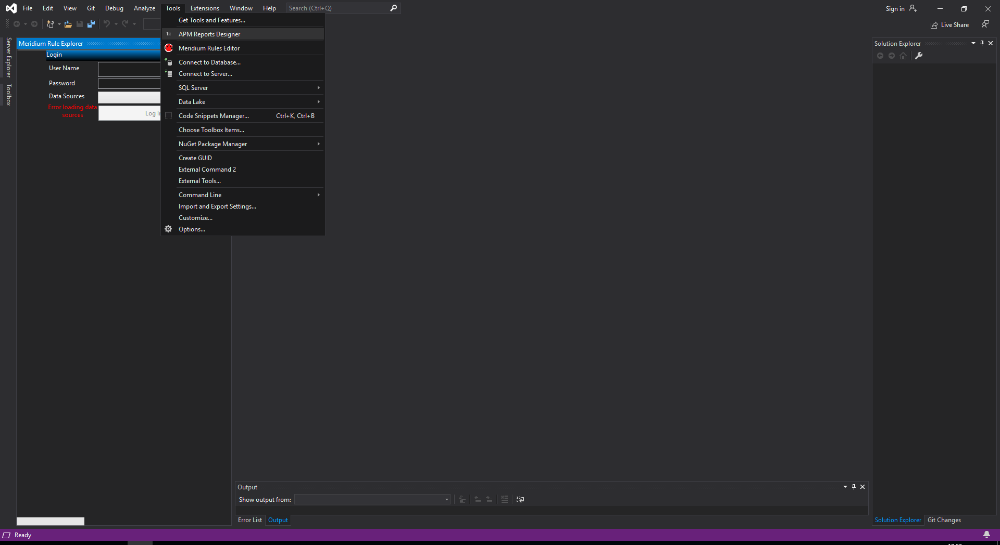 File Edit View Git Debug Analyze Tools Extensions Window Help Search (Ctrl+Q) Sign in
Live Share
Server Explorer
Toolbox
Meridium Rule Explorer
Login
User Name
Password
Data Sources
Error loading data
sources
Log In
Get Tools and Features...
APM Reports Designer
Meridium Rules Editor
Connect to Database...
Connect to Server...
SQL Server
Data Lake
Code Snippets Manager... Ctrl+K, Ctrl+B
Choose Toolbox Items...
NuGet Package Manager
Create GUID
External Command 2
External Tools...
Command Line
Import and Export Settings...
Customize...
Options...
Solution Explorer
Output
Show output from:
Error List Output
Solution Explorer Git Changes
Ready